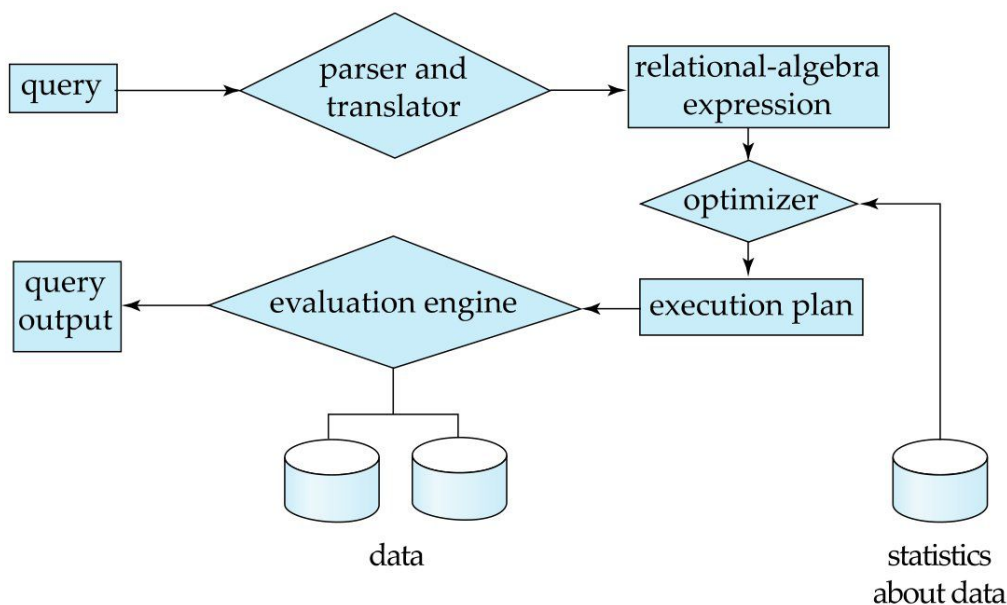 query
parser and
translator
relational-algebra
expression
optimizer
query
output
evaluation engine
execution plan
data
statistics
about data